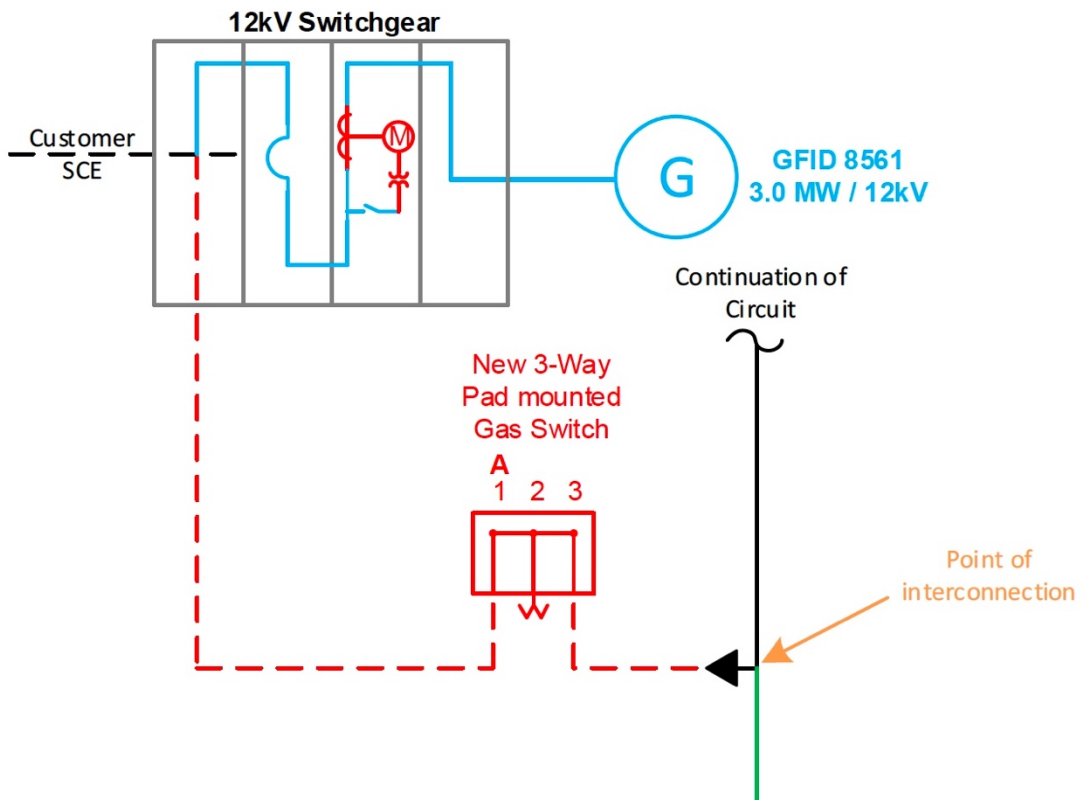 12kV Switchgear
Customer
SCE
M
G
GFID 8561
3.0 MW / 12kV
Continuation of
Circuit
New 3-Way
Pad mounted
Gas Switch
A
1 2 3
Point of
interconnection